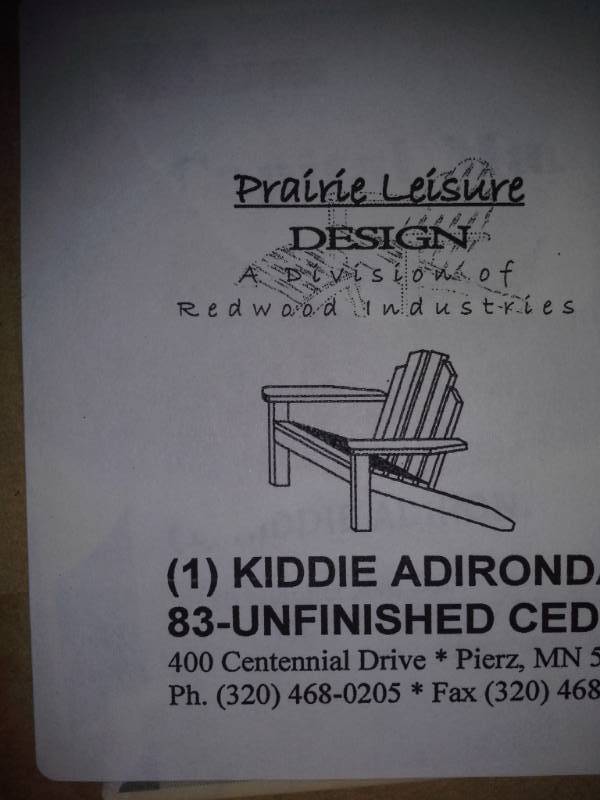 Prairie Leisure
DESIGN
A Division of
Redwood Industries
(1) KIDDIE ADIROND
83-UNFINISHED CED
400 Centennial Drive * Pierz, MN 5
Ph. (320) 468-0205 * Fax (320) 468